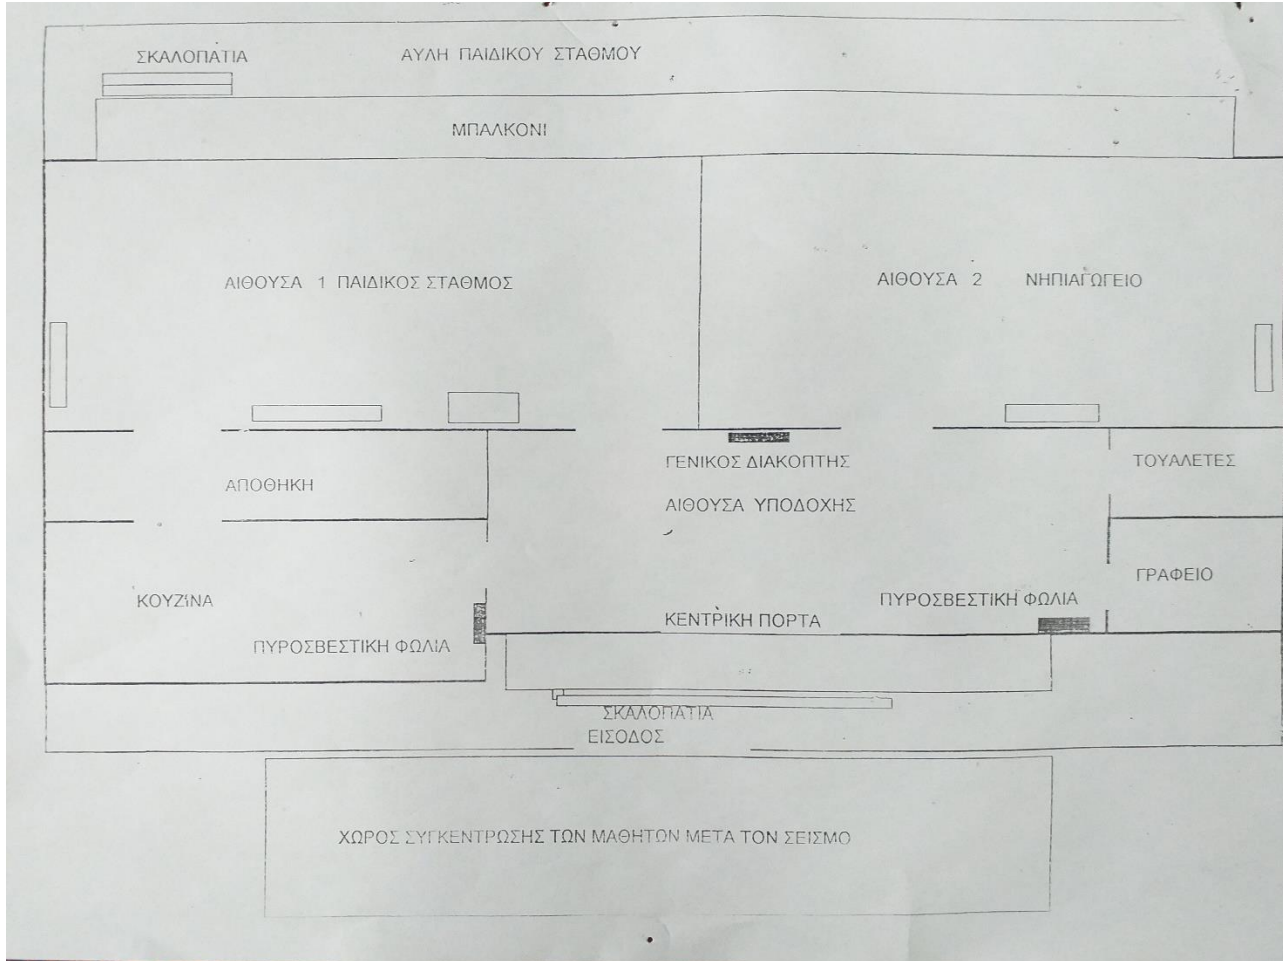 ΣΚΑΛΟΠΑΤΙΑ
ΑΥΛΗ ΠΑΙΔΙΚΟΥ ΣΤΑΘΜΟΥ
ΜΠΑΛΚΟΝΙ
ΑΙΘΟΥΣΑ 1 ΠΑΙΔΙΚΟΣ ΣΤΑΘΜΟΣ
ΑΙΘΟΥΣΑ 2 ΝΗΠΙΑΓΩΓΕΙΟ
ΓΕΝΙΚΟΣ ΔΙΑΚΟΠΤΗΣ
ΤΟΥΑΛΕΤΕΣ
ΑΠΟΘΗΚΗ
ΑΙΘΟΥΣΑ ΥΠΟΔΟΧΗΣ
ΓΡΑΦΕΙΟ
ΚΟΥΖΙΝΑ
ΠΥΡΟΣΒΕΣΤΙΚΗ ΦΩΛΙΑ
ΚΕΝΤΡΙΚΗ ΠΟΡΤΑ
ΠΥΡΟΣΒΕΣΤΙΚΗ ΦΩΛΙΑ
ΣΚΑΛΟΠΑΤΙΑ
ΕΙΣΟΔΟΣ
ΧΩΡΟΣ ΣΥΓΚΕΝΤΡΩΣΗΣ ΤΩΝ ΜΑΘΗΤΩΝ ΜΕΤΑ ΤΟΝ ΣΕΙΣΜΟ